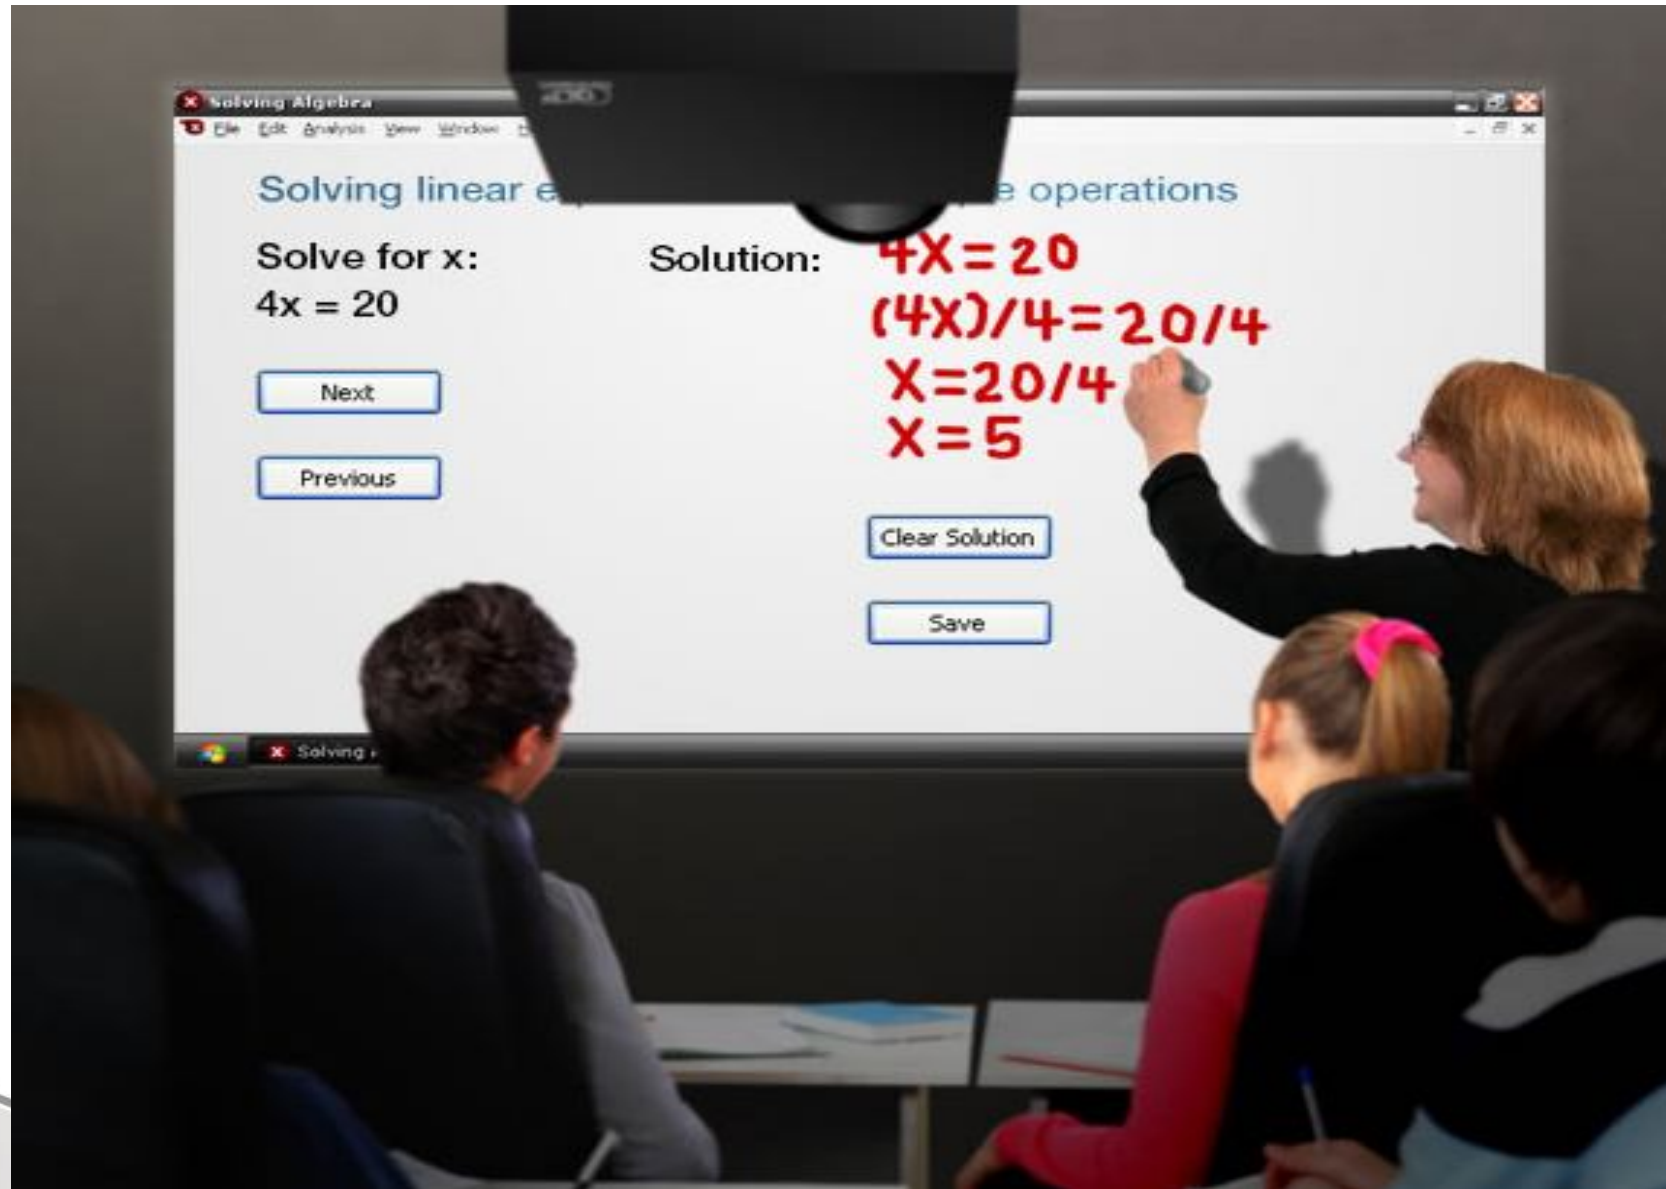 Solving Algebra
File Edit Analysis View Window
Solving linear e
e operations
Solve for x:
4x = 20
Next
Previous
Solution:
4X = 20
(4X)/4 = 20/4
X = 20/4
X = 5
Clear Solution
Save
Solving